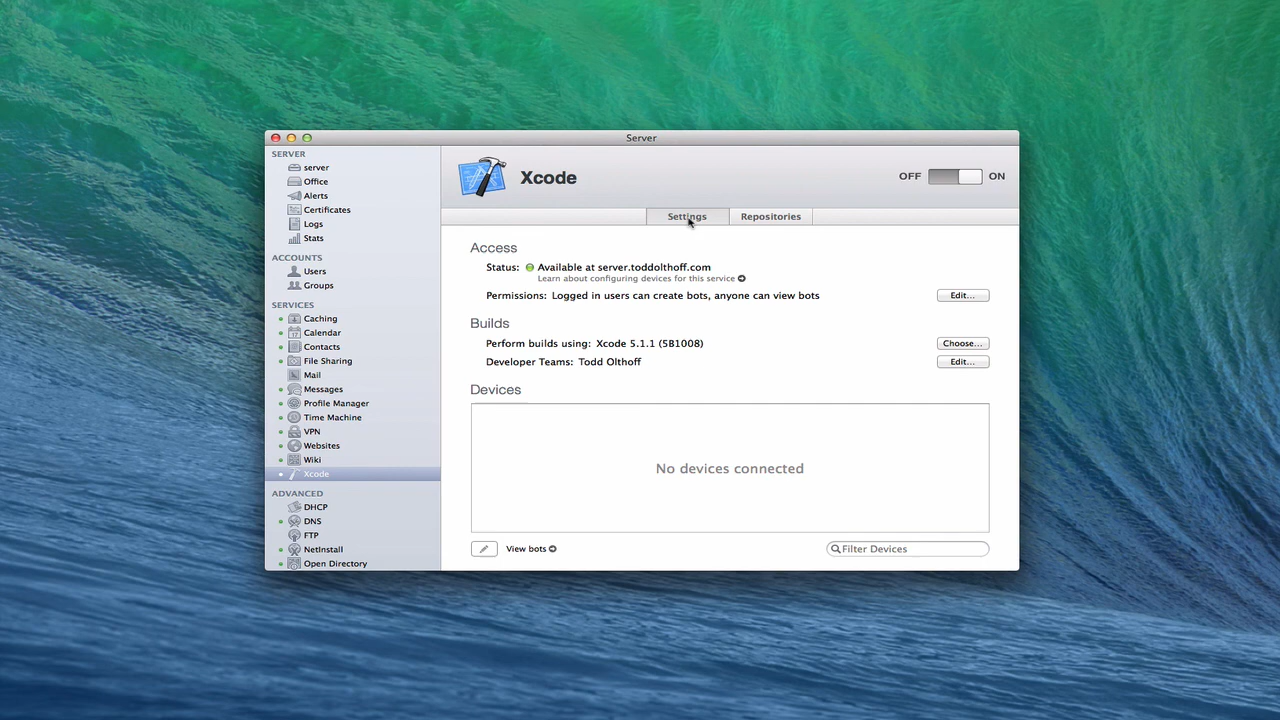 Server
SERVER
server
Office
Alerts
Certificates
Logs
Stats
ACCOUNTS
Users
Groups
SERVICES
Caching
Calendar
Contacts
File Sharing
Mail
Messages
Profile Manager
Time Machine
VPN
Websites
Wiki
Xcode
ADVANCED
DHCP
DNS
FTP
NetInstall
Open Directory
Xcode
OFF ON
Settings Repositories
Access
Status: Available at server.toddolthoff.com
Learn about configuring devices for this service
Permissions: Logged in users can create bots, anyone can view bots Edit...
Builds
Perform builds using: Xcode 5.1.1 (5B1008) Choose...
Developer Teams: Todd Olthoff Edit...
Devices
No devices connected
View bots Filter Devices